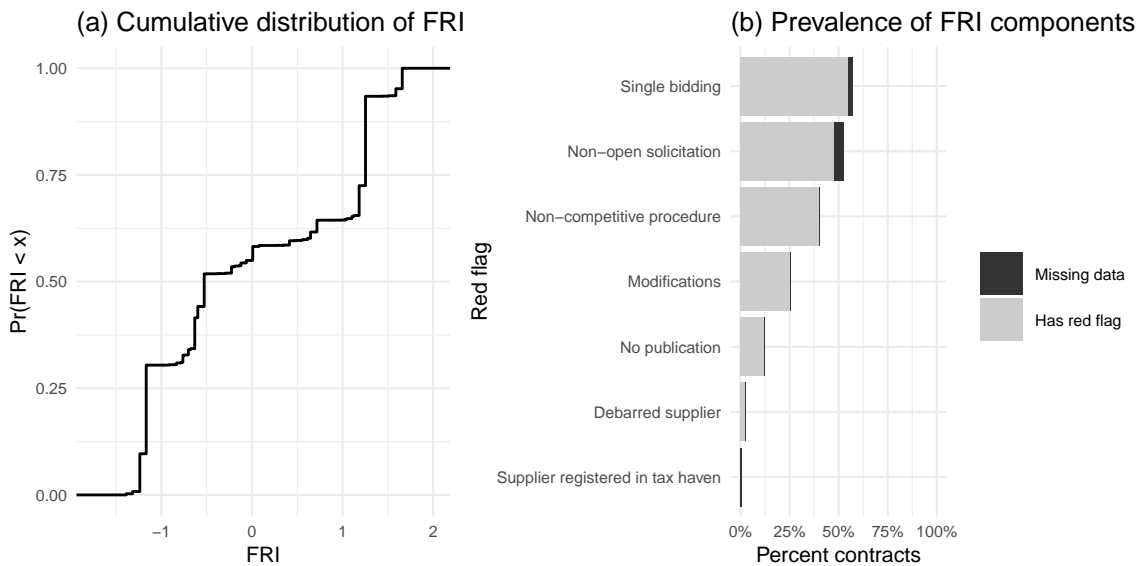 (a) Cumulative distribution of FRI
1.00
0.75
0.50
0.25
0.00
Pr(FRI < x)
−1
0
1
2
FRI
(b) Prevalence of FRI components
Red flag
Single bidding
Non−open solicitation
Non−competitive procedure
Modifications
No publication
Debarred supplier
Supplier registered in tax haven
0%
25%
50%
75%
100%
Percent contracts
Missing data
Has red flag